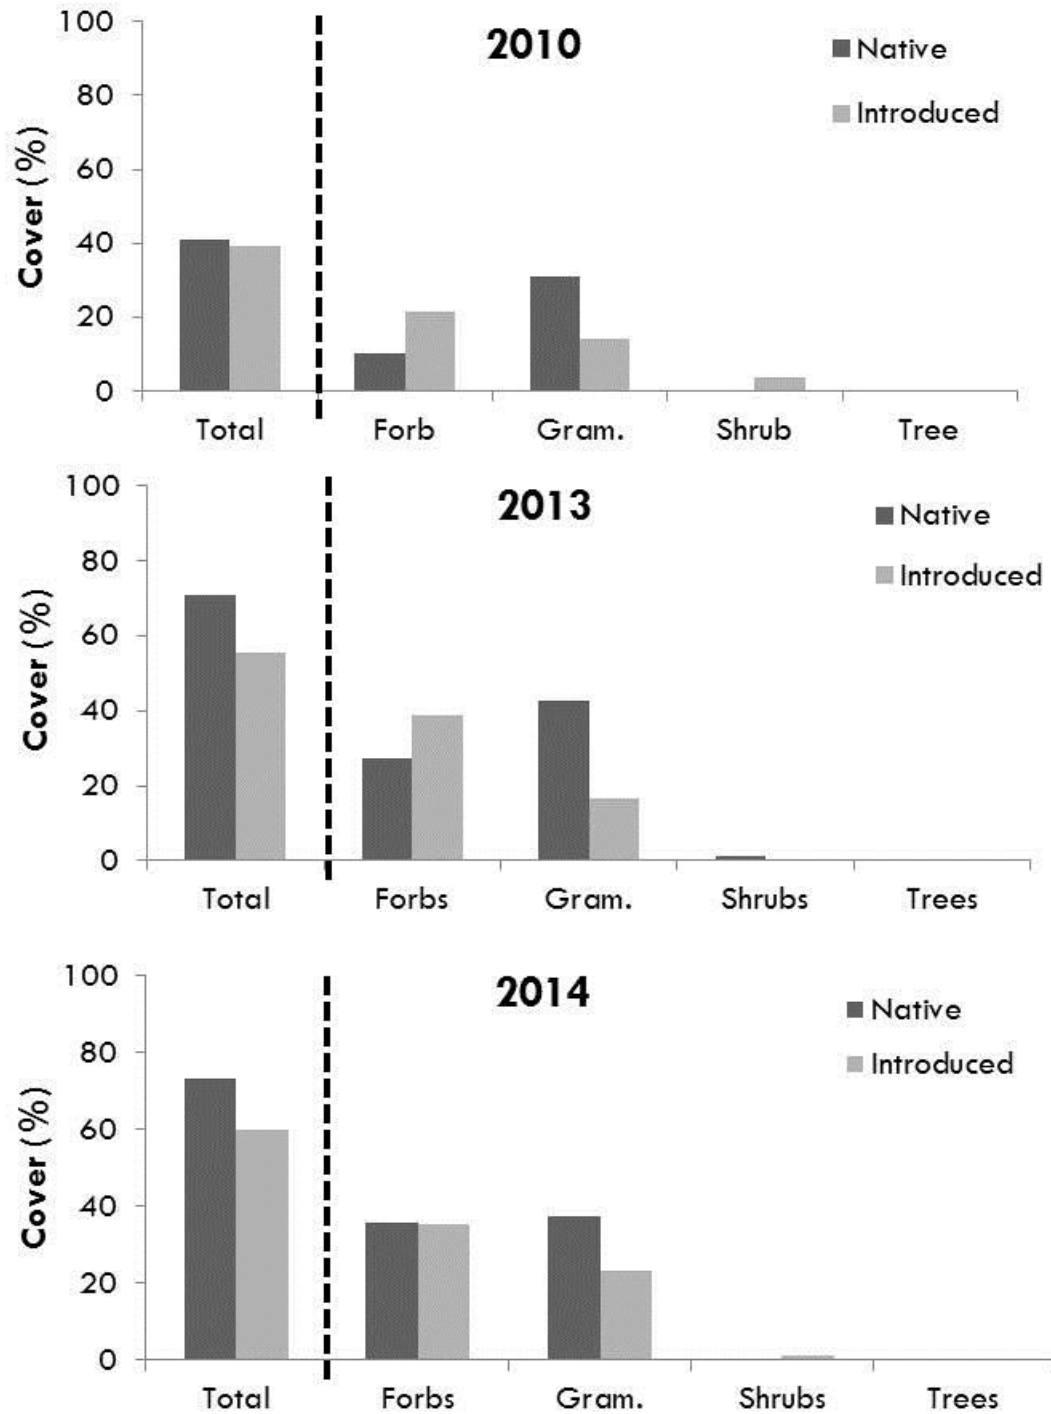 2010
Native
Introduced
Cover (%)
100
80
60
40
20
0
Total Forb Gram. Shrub Tree
2013
Native
Introduced
Cover (%)
100
80
60
40
20
0
Total Forbs Gram. Shrubs Trees
2014
Native
Introduced
Cover (%)
100
80
60
40
20
0
Total Forbs Gram. Shrubs Trees